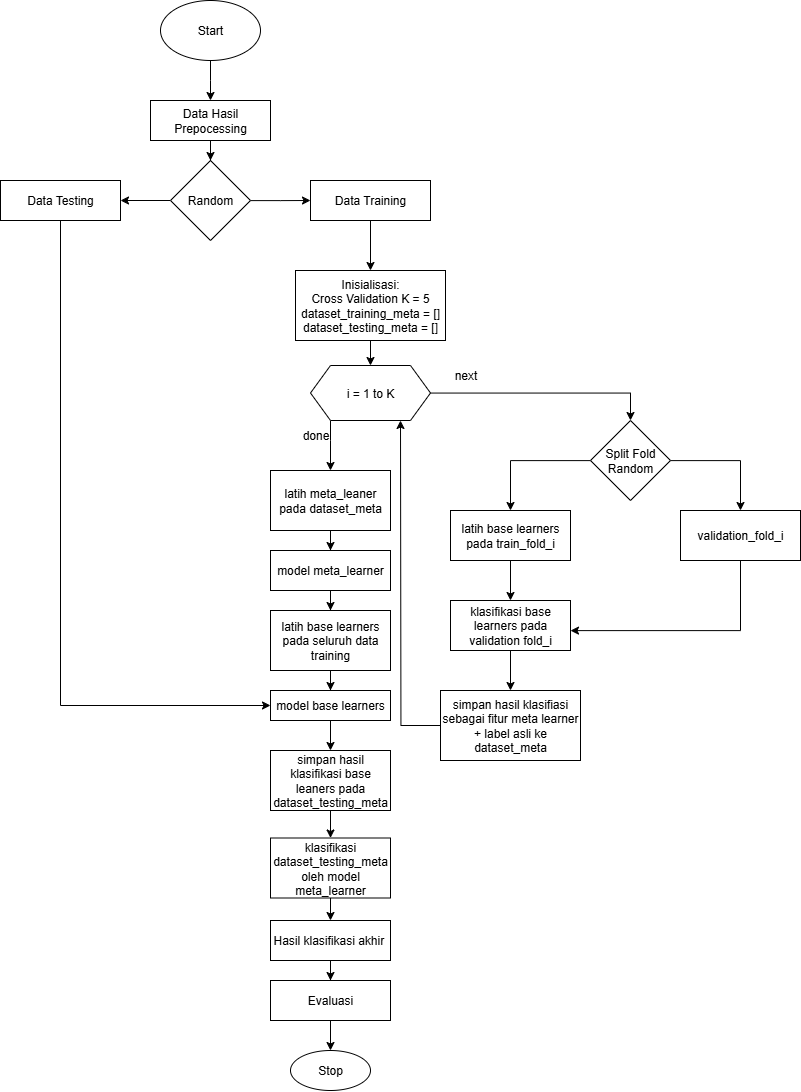 Start
Data Hasil
Prepocessing
Data Testing
Random
Data Training
Inisialisasi:
Cross Validation K = 5
dataset_training_meta = []
dataset_testing_meta = []
i = 1 to K
next
done
Split Fold
Random
latih meta_leaner
pada dataset_meta
latih base learners
pada train_fold_i
validation_fold_i
model meta_learner
klasifikasi base
learners pada
validation fold_i
latih base learners
pada seluruh data
training
model base learners
simpan hasil klasifiasi
sebagai fitur meta learner
+ label asli ke
dataset_meta
simpan hasil
klasifikasi base
leaners pada
dataset_testing_meta
klasifikasi
dataset_testing_meta
oleh model
meta_learner
Hasil klasifikasi akhir
Evaluasi
Stop